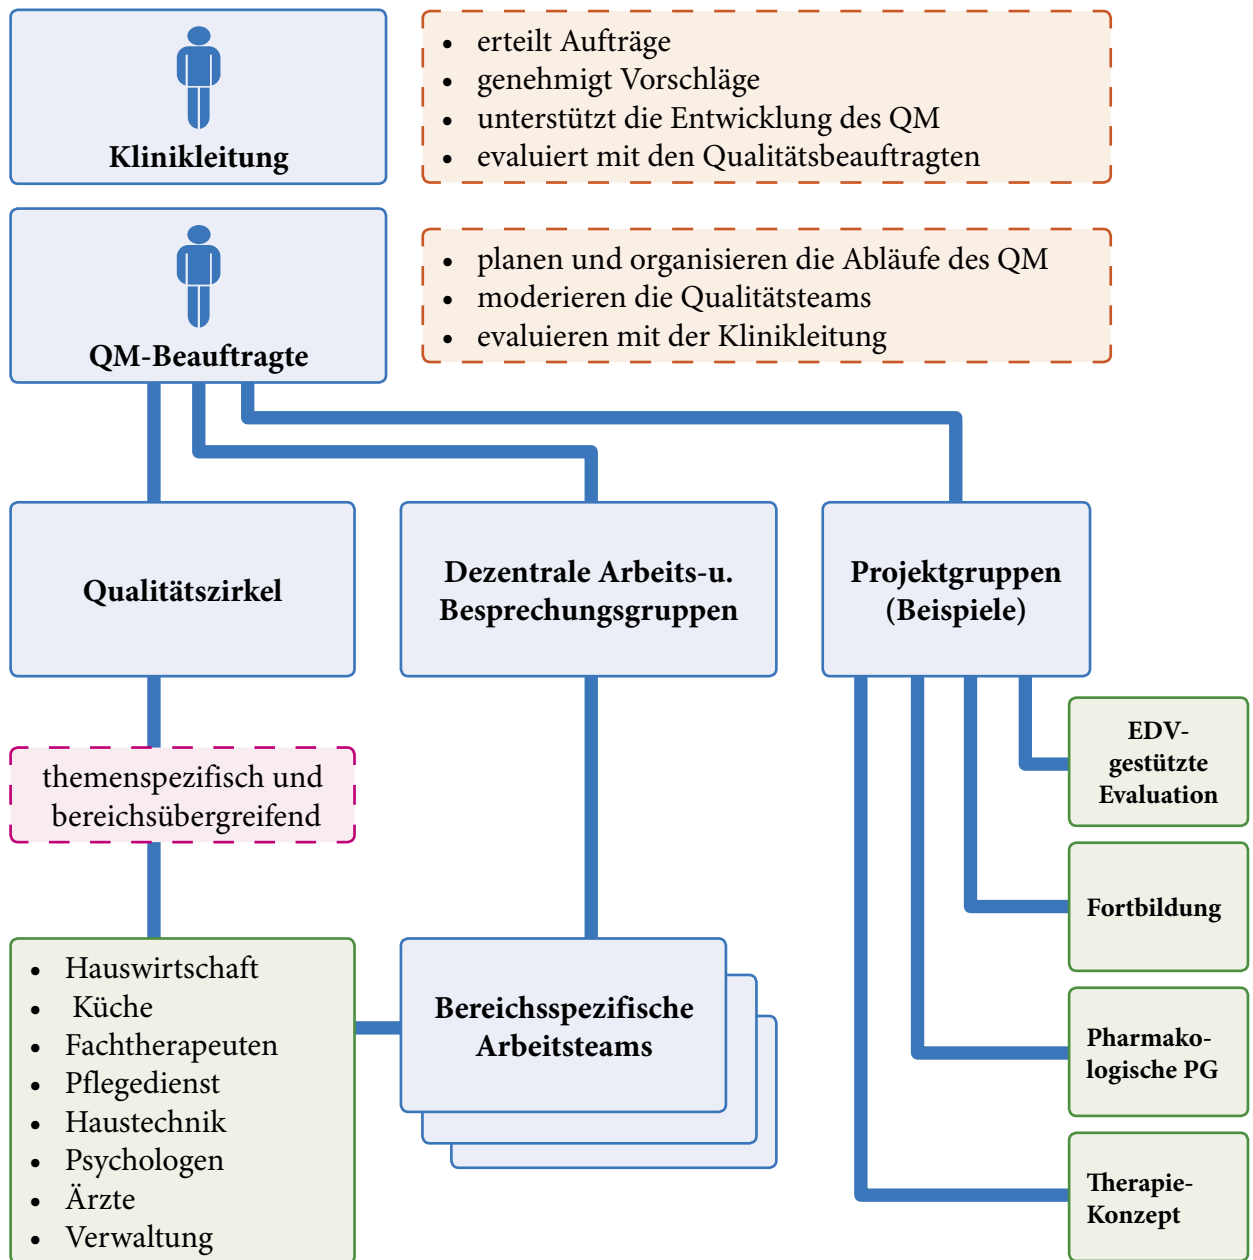 Klinikleitung
• erteilt Aufträge
• genehmigt Vorschläge
• unterstützt die Entwicklung des QM
• evaluiert mit den Qualitätsbeauftragten
QM-Beauftragte
• planen und organisieren die Abläufe des QM
• moderieren die Qualitätsteams
• evaluieren mit der Klinikleitung
Qualitätszirkel
Dezentrale Arbeits-u.
Besprechungsgruppen
Projektgruppen
(Beispiele)
themenspezifisch und
bereichsübergreifend
• Hauswirtschaft
• Küche
• Fachtherapeuten
• Pflegedienst
• Haustechnik
• Psychologen
• Ärzte
• Verwaltung
Bereichsspezifische
Arbeitsteams
EDV-
gestützte
Evaluation
Fortbildung
Pharmako-
logische PG
Therapie-
Konzept